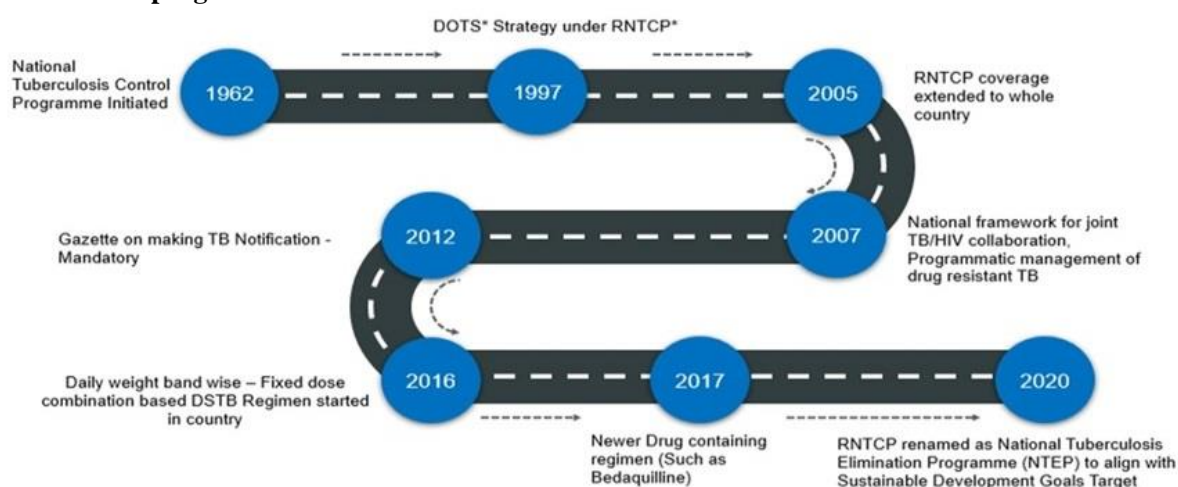 DOTS* Strategy under RNTCP*
National
Tuberculosis Control
Programme Initiated
1962
1997
2005
RNTCP coverage
extended to whole
country
Gazette on making TB Notification -
Mandatory
2012
2007
National framework for joint
TB/HIV collaboration,
Programmatic management of
drug resistant TB
Daily weight band wise – Fixed dose
combination based DSTB Regimen started
in country
2016
2017
2020
Newer Drug containing
regimen (Such as
Bedaquilline)
RNTCP renamed as National Tuberculosis
Elimination Programme (NTEP) to align with
Sustainable Development Goals Target